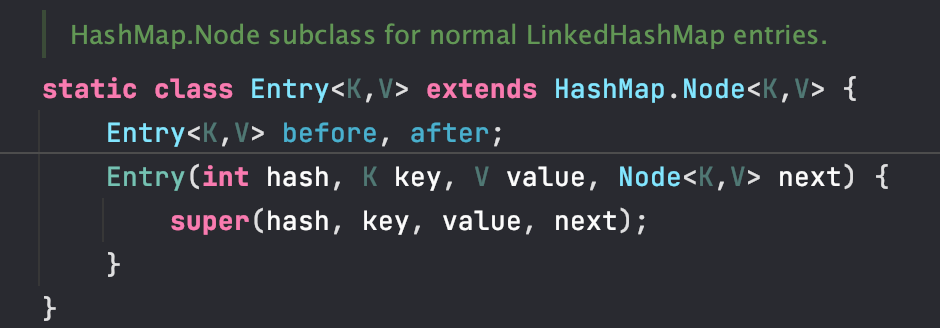 HashMap.Node subclass for normal LinkedHashMap entries.
static class Entry<K,V> extends HashMap.Node<K,V> {
Entry<K,V> before, after;
Entry(int hash, K key, V value, Node<K,V> next) {
super(hash, key, value, next);
}
}